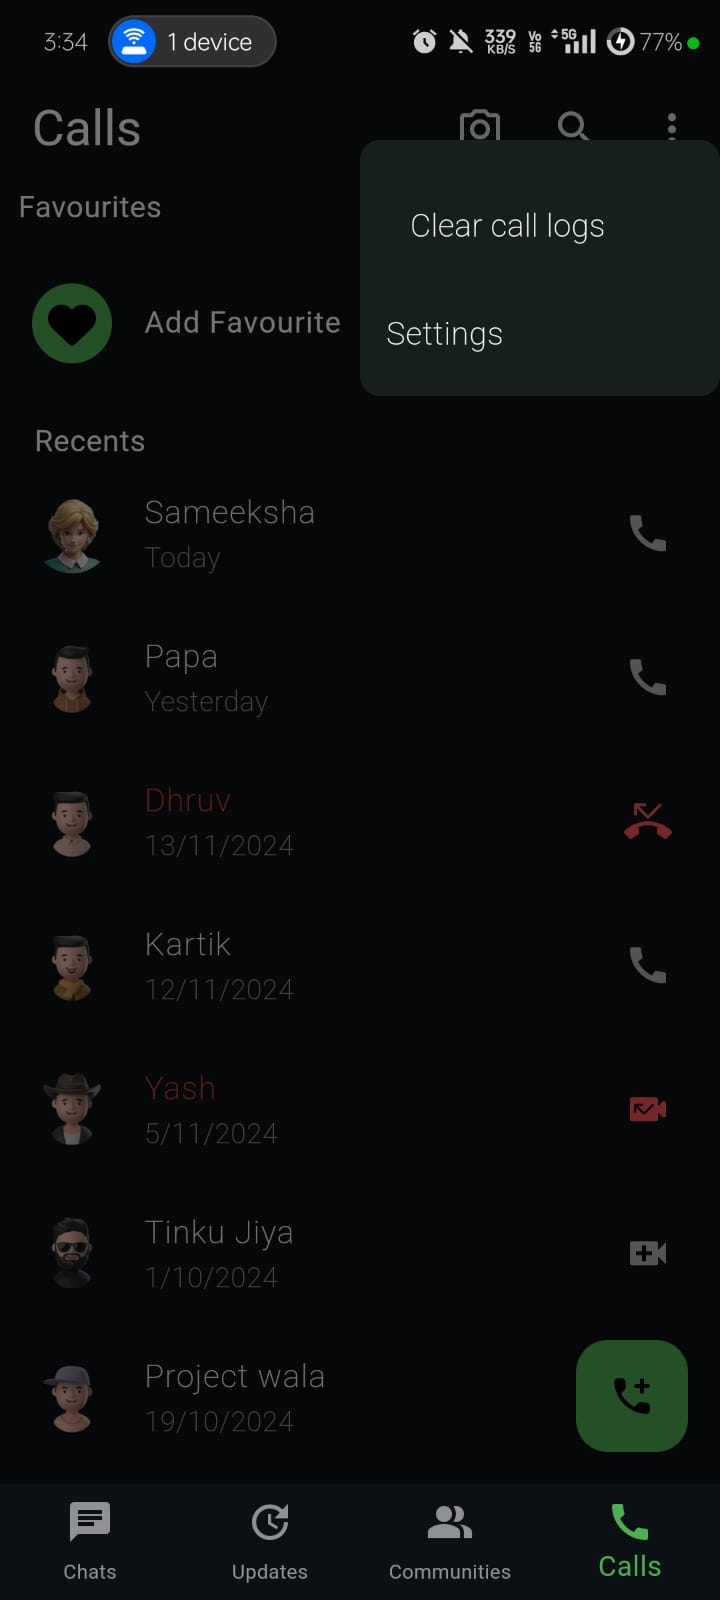 3:34 1 device 339 KB/S Vo 5G 5G 77%
Calls
Favourites
Clear call logs
Add Favourite
Settings
Recents
Sameeksha
Today
Papa
Yesterday
Dhruv
13/11/2024
Kartik
12/11/2024
Yash
5/11/2024
Tinku Jiya
1/10/2024
Project wala
19/10/2024
Chats Updates Communities Calls